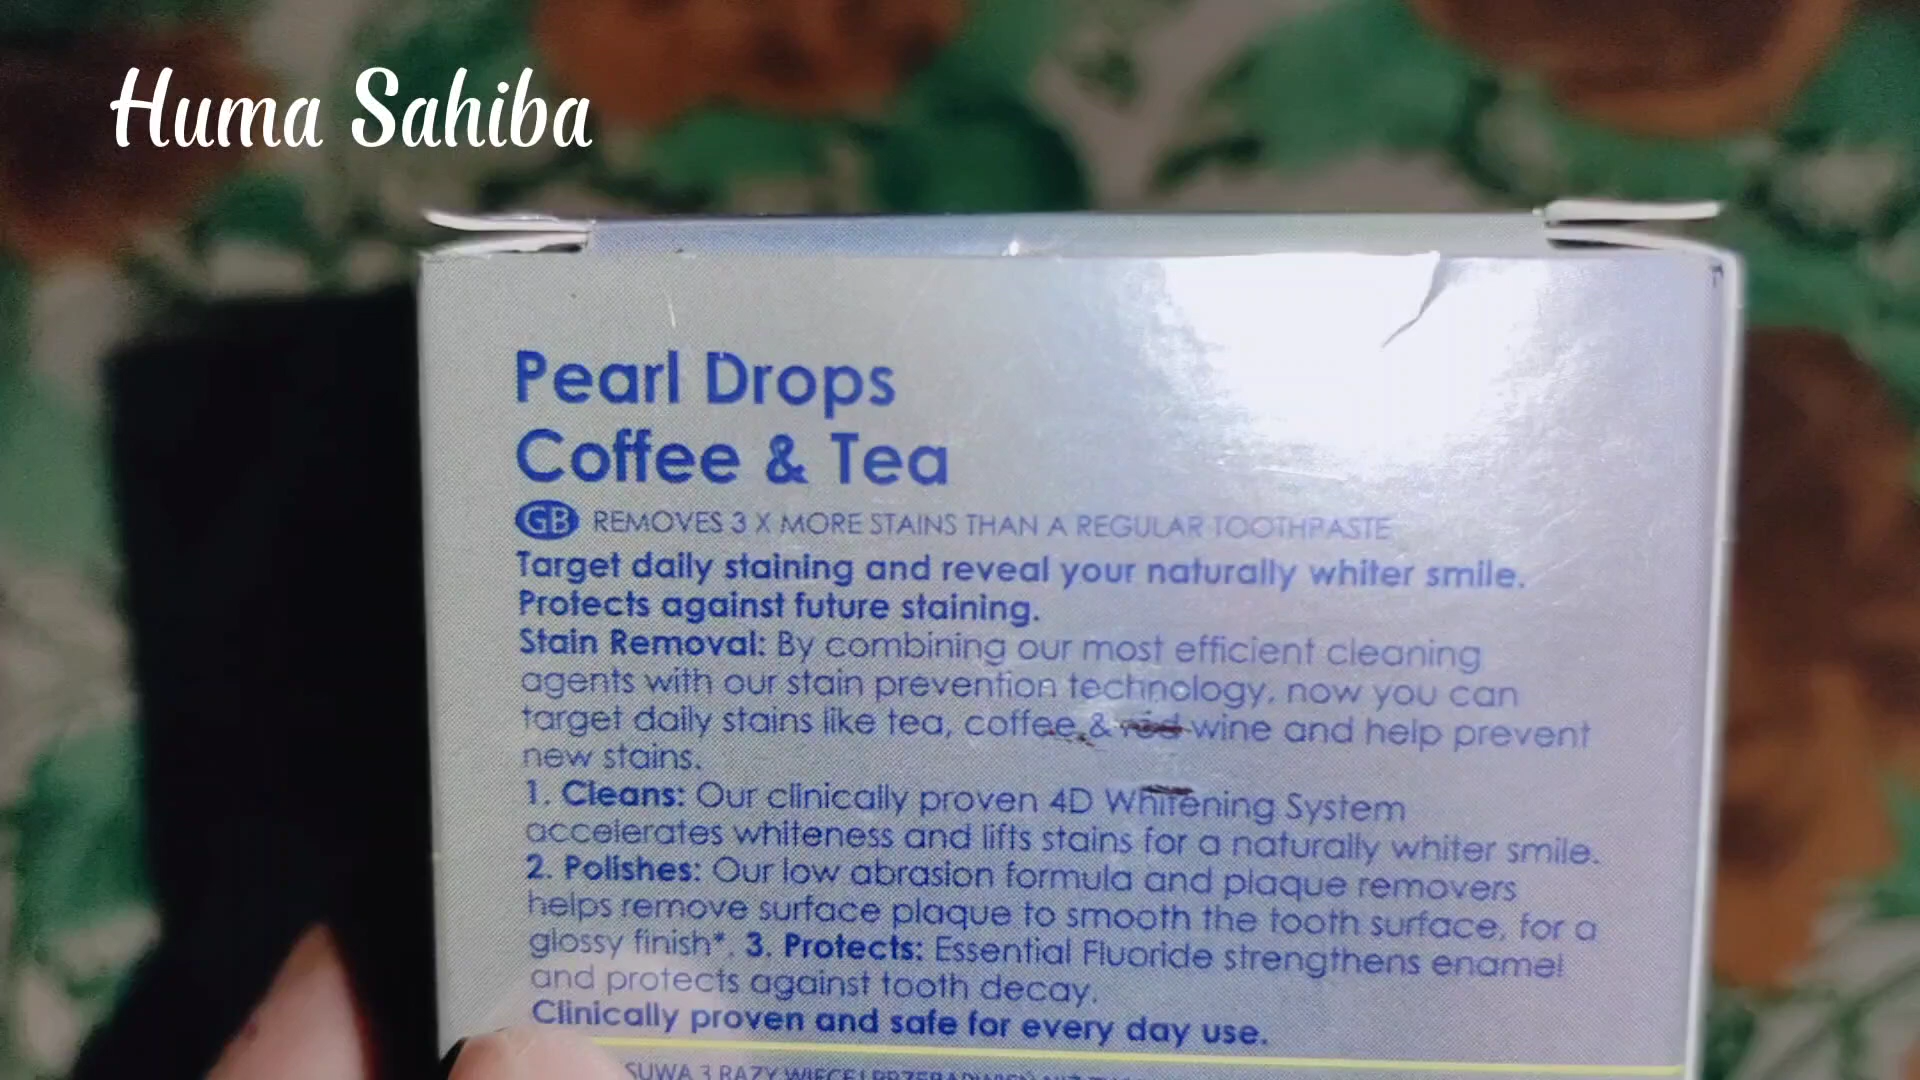 Huma Sahiba
Pearl Drops
Coffee & Tea
GB REMOVES 3 X MORE STAINS THAN A REGULAR TOOTHPASTE
Target daily staining and reveal your naturally whiter smile.
Protects against future staining.
Stain Removal: By combining our most efficient cleaning
agents with our stain prevention technology, now you can
target daily stains like tea, coffee & red wine and help prevent
new stains.
1. Cleans: Our clinically proven 4D Whitening System
accelerates whiteness and lifts stains for a naturally whiter smile.
2. Polishes: Our low abrasion formula and plaque removers
helps remove surface plaque to smooth the tooth surface, for a
glossy finish*. 3. Protects: Essential Fluoride strengthens enamel
and protects against tooth decay.
Clinically proven and safe for every day use.
SUWA 3 RAZY WIĘCEJ PRZEBARWIEŃ NIŻ